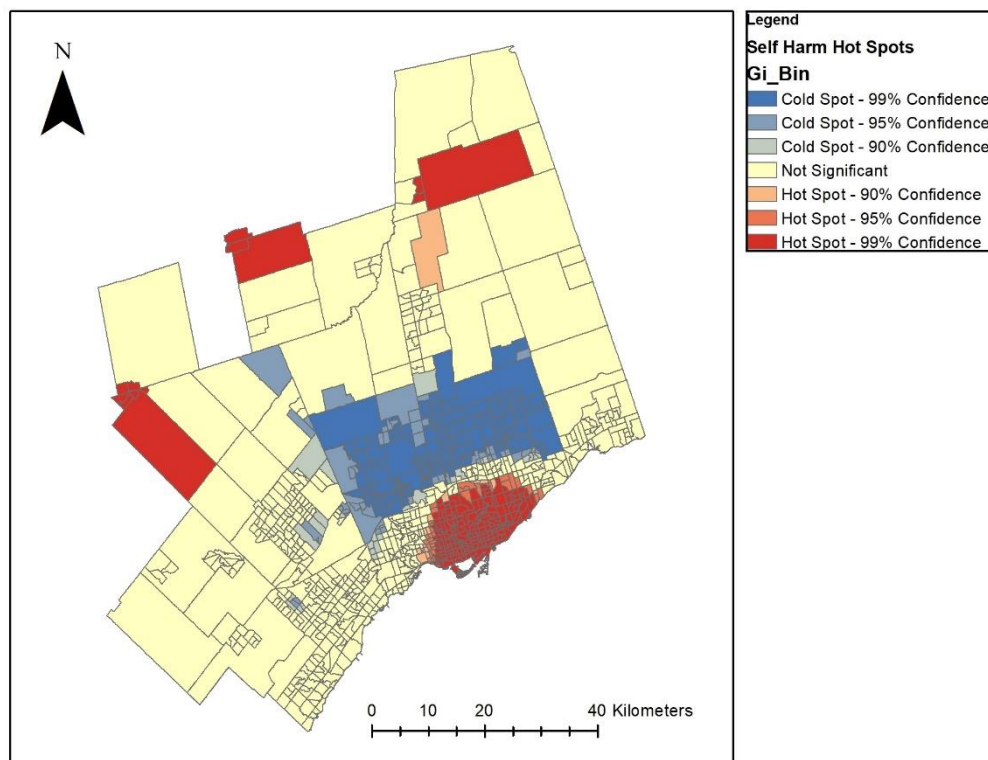 N
0 10 20 40 Kilometers
Legend
Self Harm Hot Spots
Gi_Bin
Cold Spot - 99% Confidence
Cold Spot - 95% Confidence
Cold Spot - 90% Confidence
Not Significant
Hot Spot - 90% Confidence
Hot Spot - 95% Confidence
Hot Spot - 99% Confidence